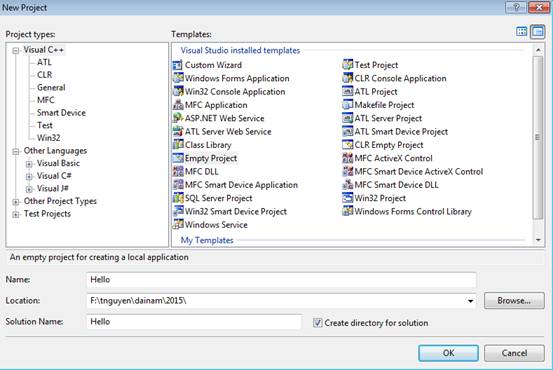 New Project
Project types:
Templates:
Visual C++
ATL
CLR
General
MFC
Smart Device
Test
Win32
Other Languages
Visual Basic
Visual C#
Visual J#
Other Project Types
Test Projects
Visual Studio installed templates
Custom Wizard
Windows Forms Application
Win32 Console Application
MFC Application
ASP.NET Web Service
ATL Server Web Service
Class Library
Empty Project
MFC DLL
MFC Smart Device Application
SQL Server Project
Win32 Smart Device Project
Windows Service
Test Project
CLR Console Application
ATL Project
Makefile Project
ATL Server Project
ATL Smart Device Project
CLR Empty Project
MFC ActiveX Control
MFC Smart Device ActiveX Control
MFC Smart Device DLL
Win32 Project
Windows Forms Control Library
My Templates
An empty project for creating a local application
Name: Hello
Location: F:\tnguyen\dainam\2015\ Browse...
Solution Name: Hello Create directory for solution
OK Cancel